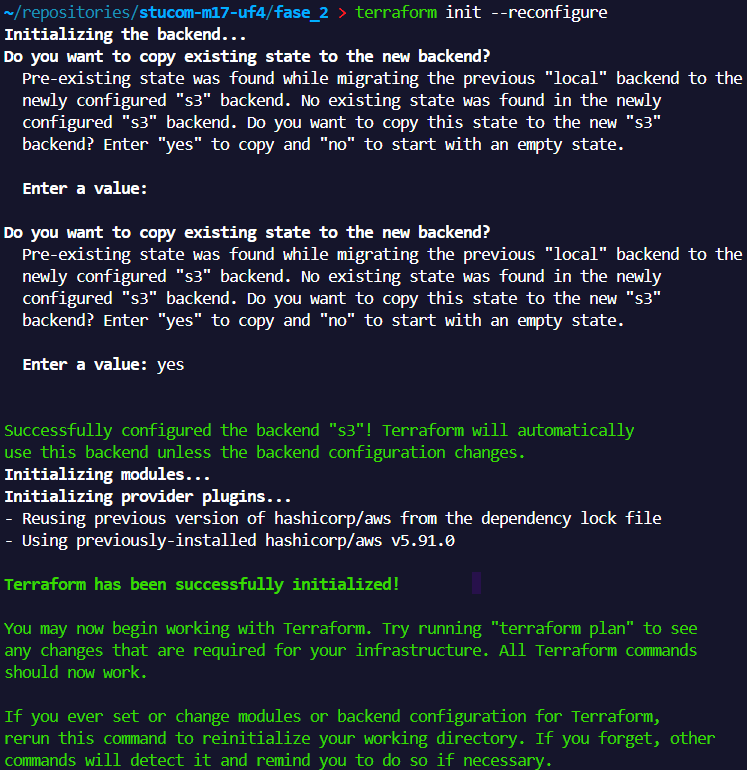 ~/repositories/stucom-m17-uf4/fase_2 > terraform init --reconfigure
Initializing the backend...
Do you want to copy existing state to the new backend?
  Pre-existing state was found while migrating the previous "local" backend to the
  newly configured "s3" backend. No existing state was found in the newly
  configured "s3" backend. Do you want to copy this state to the new "s3"
  backend? Enter "yes" to copy and "no" to start with an empty state.

  Enter a value:

Do you want to copy existing state to the new backend?
  Pre-existing state was found while migrating the previous "local" backend to the
  newly configured "s3" backend. No existing state was found in the newly
  configured "s3" backend. Do you want to copy this state to the new "s3"
  backend? Enter "yes" to copy and "no" to start with an empty state.

  Enter a value: yes

Successfully configured the backend "s3"! Terraform will automatically
use this backend unless the backend configuration changes.
Initializing modules...
Initializing provider plugins...
- Reusing previous version of hashicorp/aws from the dependency lock file
- Using previously-installed hashicorp/aws v5.91.0

Terraform has been successfully initialized!

You may now begin working with Terraform. Try running "terraform plan" to see
any changes that are required for your infrastructure. All Terraform commands
should now work.

If you ever set or change modules or backend configuration for Terraform,
rerun this command to reinitialize your working directory. If you forget, other
commands will detect it and remind you to do so if necessary.